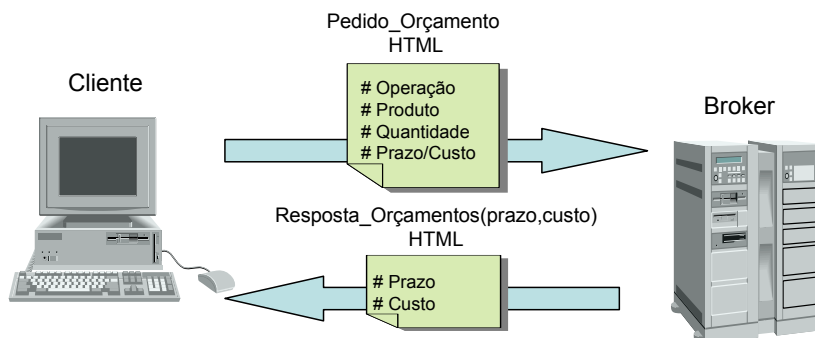 Pedido_Orçamento
HTML
Cliente
# Operação
# Produto
# Quantidade
# Prazo/Custo
Broker
Resposta_Orçamentos(prazo,custo)
HTML
# Prazo
# Custo